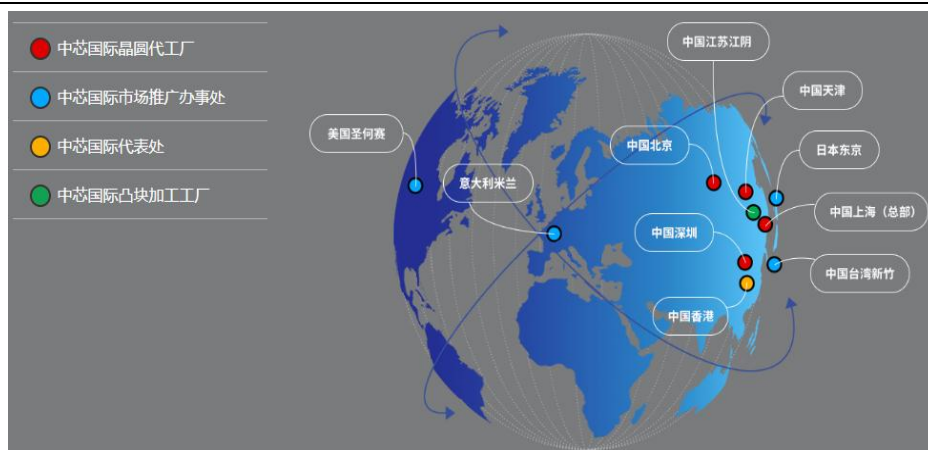 中芯国际晶圆代工厂
中芯国际市场推广办事处
中芯国际代表处
中芯国际凸块加工工厂
中国江苏江阴
中国天津
美国圣何塞
中国北京
日本东京
意大利米兰
中国上海（总部）
中国深圳
中国台湾新竹
中国香港